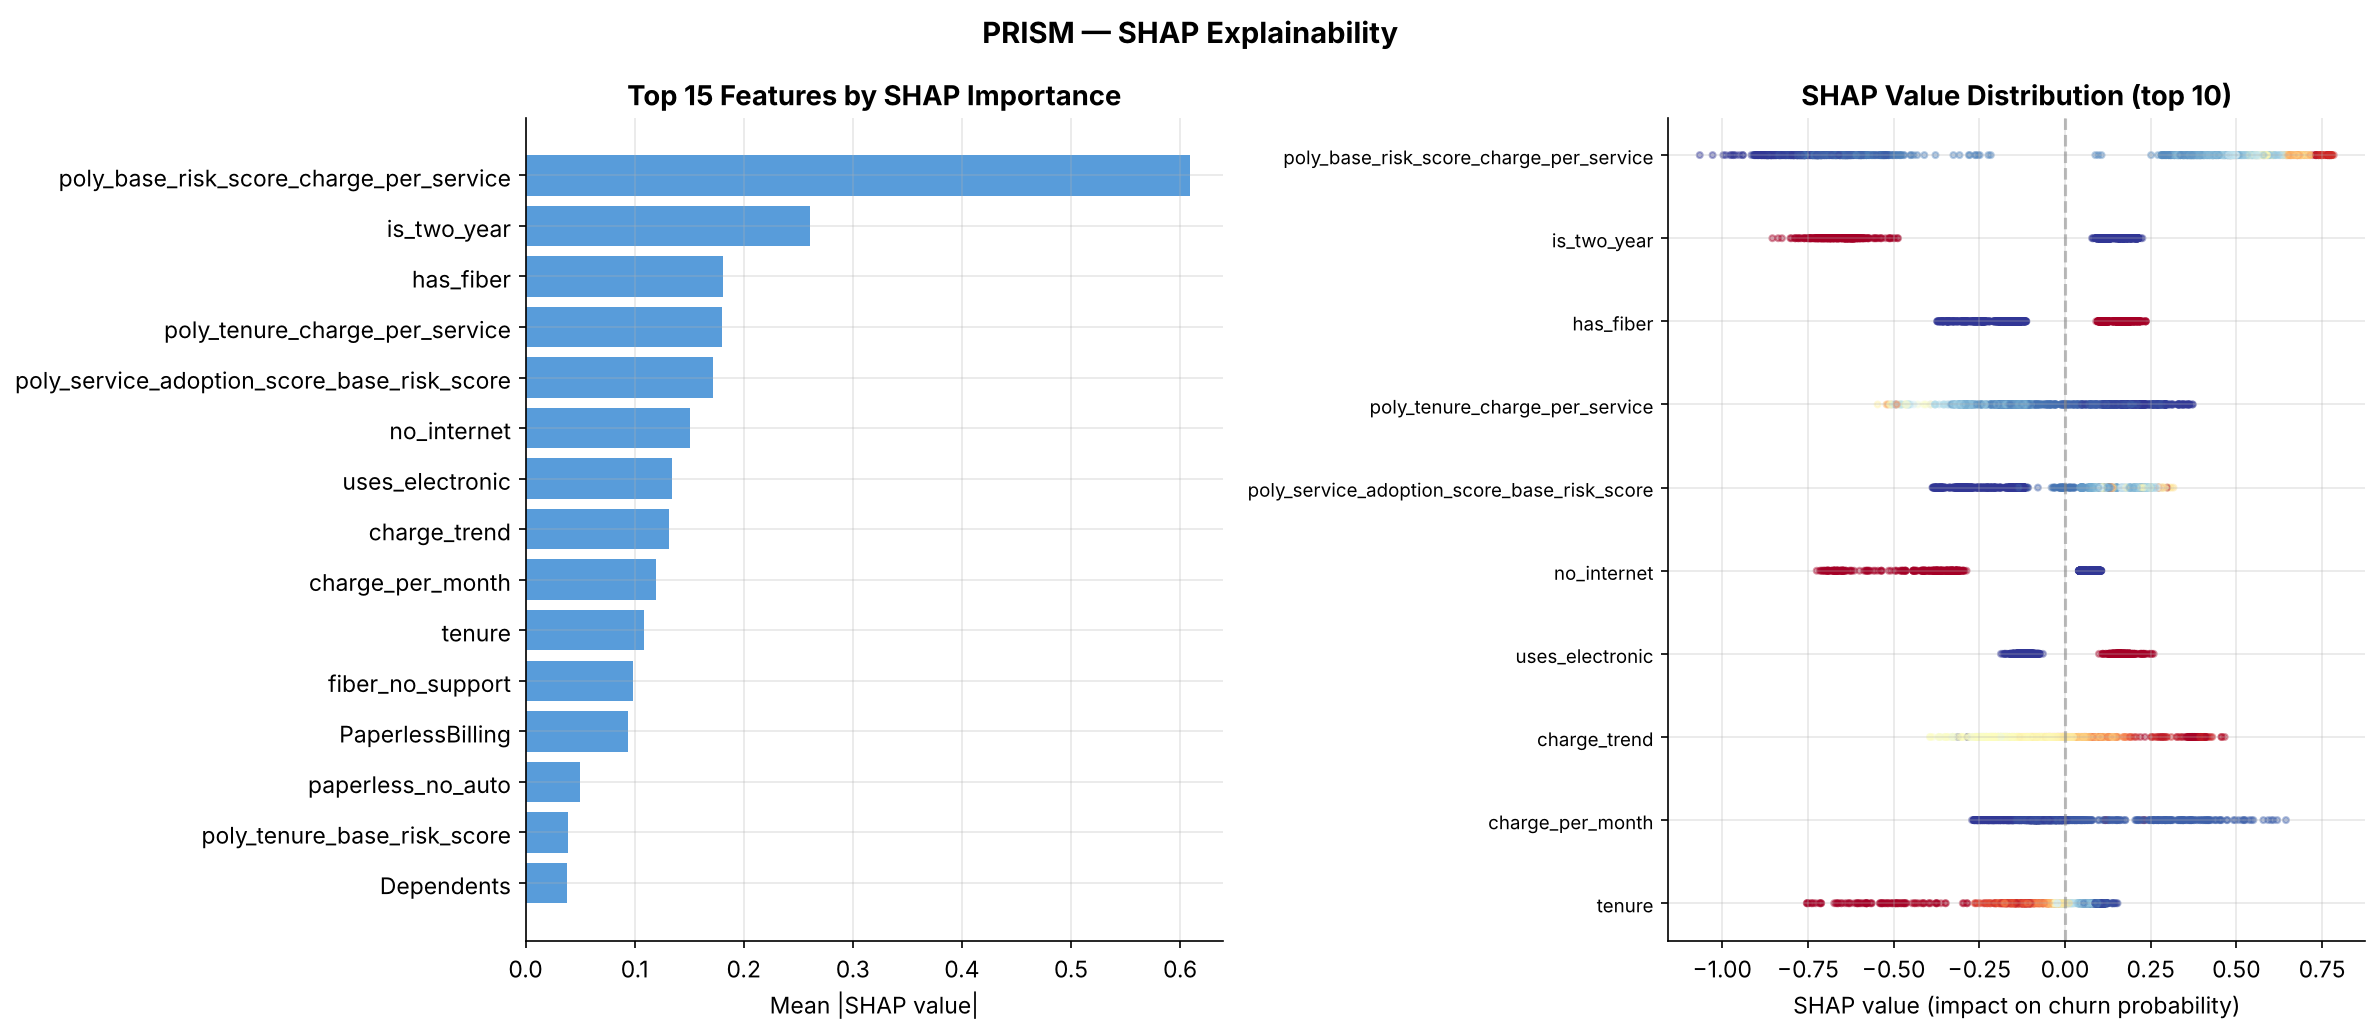 PRISM — SHAP Explainability
Top 15 Features by SHAP Importance
poly_base_risk_score_charge_per_service
is_two_year
has_fiber
poly_tenure_charge_per_service
poly_service_adoption_score_base_risk_score
no_internet
uses_electronic
charge_trend
charge_per_month
tenure
fiber_no_support
PaperlessBilling
paperless_no_auto
poly_tenure_base_risk_score
Dependents
0.0 0.1 0.2 0.3 0.4 0.5 0.6
Mean |SHAP value|
SHAP Value Distribution (top 10)
poly_base_risk_score_charge_per_service
is_two_year
has_fiber
poly_tenure_charge_per_service
poly_service_adoption_score_base_risk_score
no_internet
uses_electronic
charge_trend
charge_per_month
tenure
−1.00 −0.75 −0.50 −0.25 0.00 0.25 0.50 0.75
SHAP value (impact on churn probability)